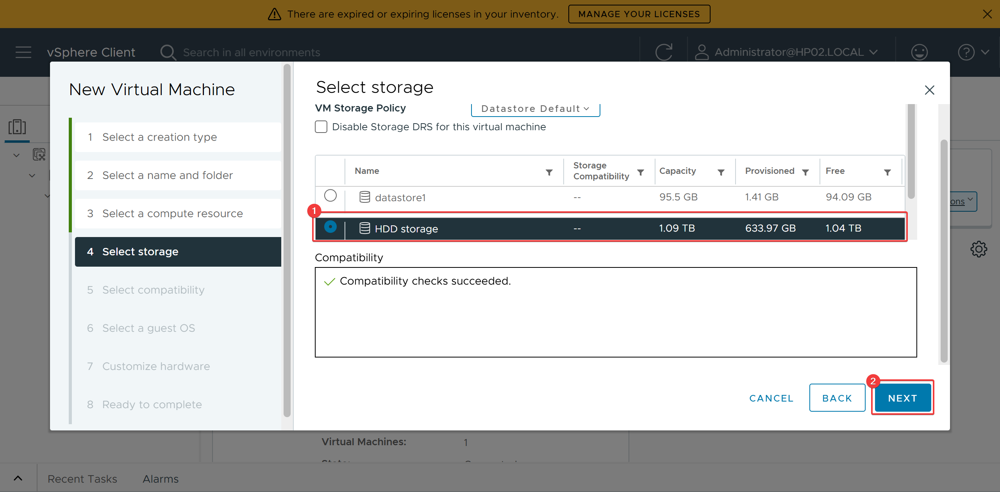 There are expired or expiring licenses in your inventory. MANAGE YOUR LICENSES
vSphere Client Search in all environments Administrator@HP02.LOCAL
New Virtual Machine
1 Select a creation type
2 Select a name and folder
3 Select a compute resource
4 Select storage
5 Select compatibility
6 Select a guest OS
7 Customize hardware
8 Ready to complete
Select storage
VM Storage Policy Datastore Default
Disable Storage DRS for this virtual machine
Name Storage Compatibility Capacity Provisioned Free
datastore1 -- 95.5 GB 1.41 GB 94.09 GB
1
HDD storage -- 1.09 TB 633.97 GB 1.04 TB
Compatibility
Compatibility checks succeeded.
2
CANCEL BACK NEXT
ons
Virtual Machines: 1
Recent Tasks Alarms